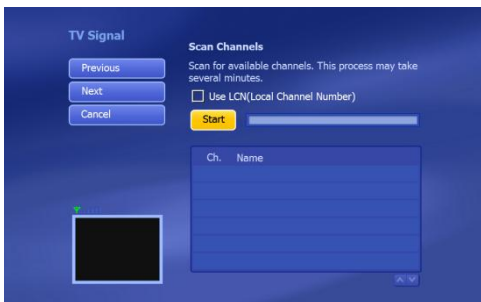 TV Signal
Previous
Next
Cancel
Scan Channels
Scan for available channels. This process may take
several minutes.
Use LCN(Local Channel Number)
Start
Ch. Name